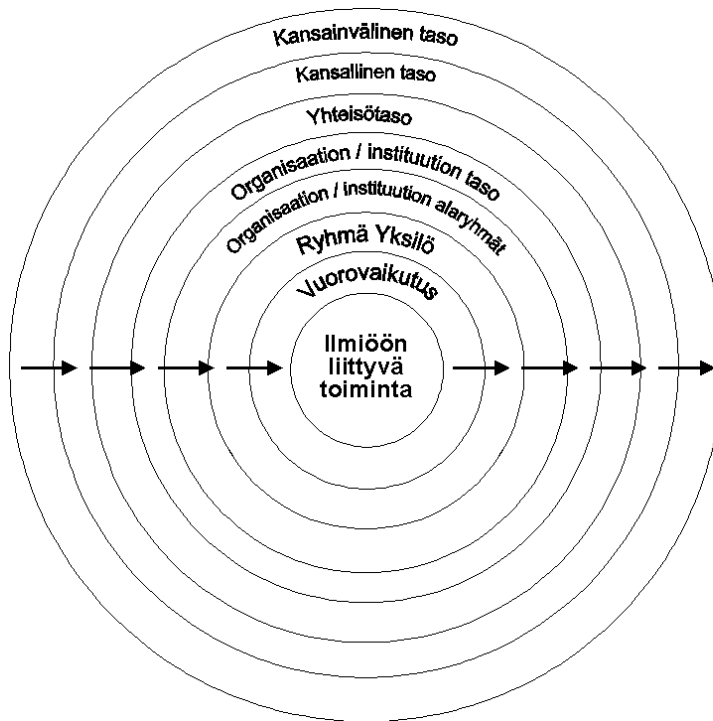 Kansainvälinen taso
Kansallinen taso
Yhteisötaso
Organisaation / instituution taso
Organisaation / instituution alaryhmät
Ryhmä Yksilö
Vuorovaikutus
Ilmiöön
liittyvä
toiminta